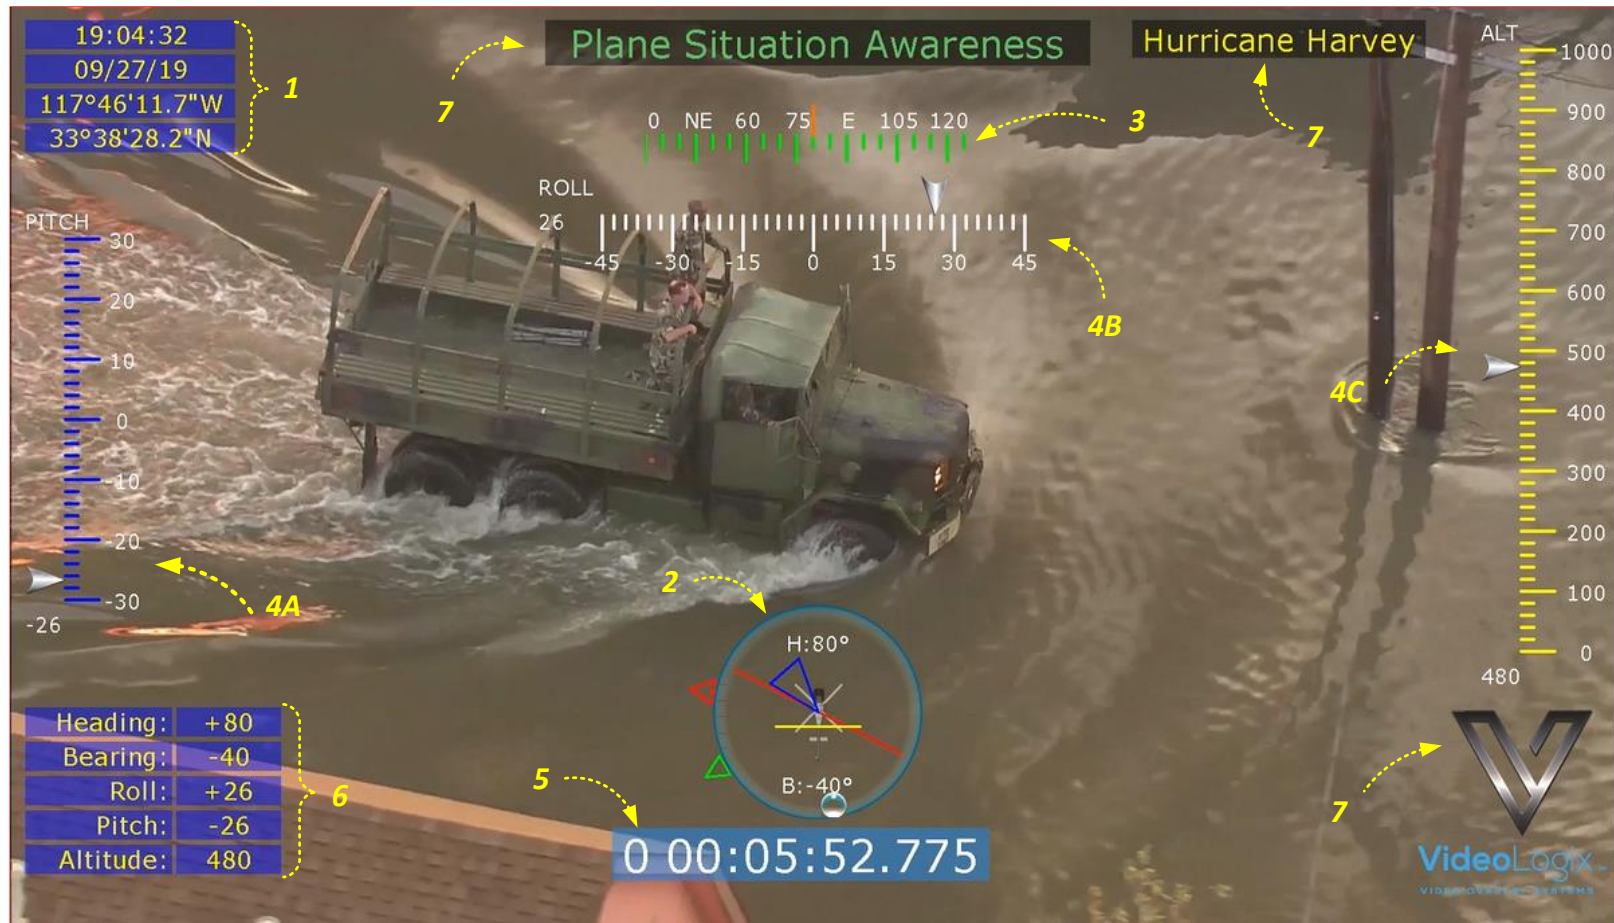 19:04:32
09/27/19
117°46'11.7"W
33°38'28.2"N
1
7
Plane Situation Awareness
Hurricane Harvey
7
0 NE 60 75 E 105 120
3
ROLL
26
-45 -30 -15 0 15 30 45
4B
PITCH
30
20
10
0
-10
-20
-30
-26
4A
ALT
1000
900
800
700
600
500
400
300
200
100
0
480
4C
2
H:80°
B:-40°
5
0 00:05:52.775
Heading: +80
Bearing: -40
Roll: +26
Pitch: -26
Altitude: 480
6
7
VideoLogix
VIDEO OVERLAY SYSTEMS